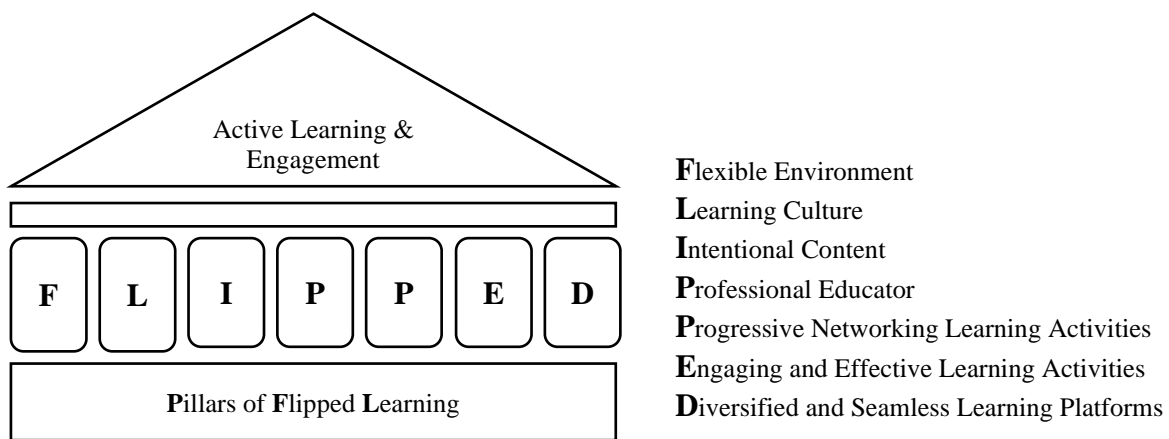 Active Learning &
Engagement
F L I P P E D
Pillars of Flipped Learning
Flexible Environment
Learning Culture
Intentional Content
Professional Educator
Progressive Networking Learning Activities
Engaging and Effective Learning Activities
Diversified and Seamless Learning Platforms